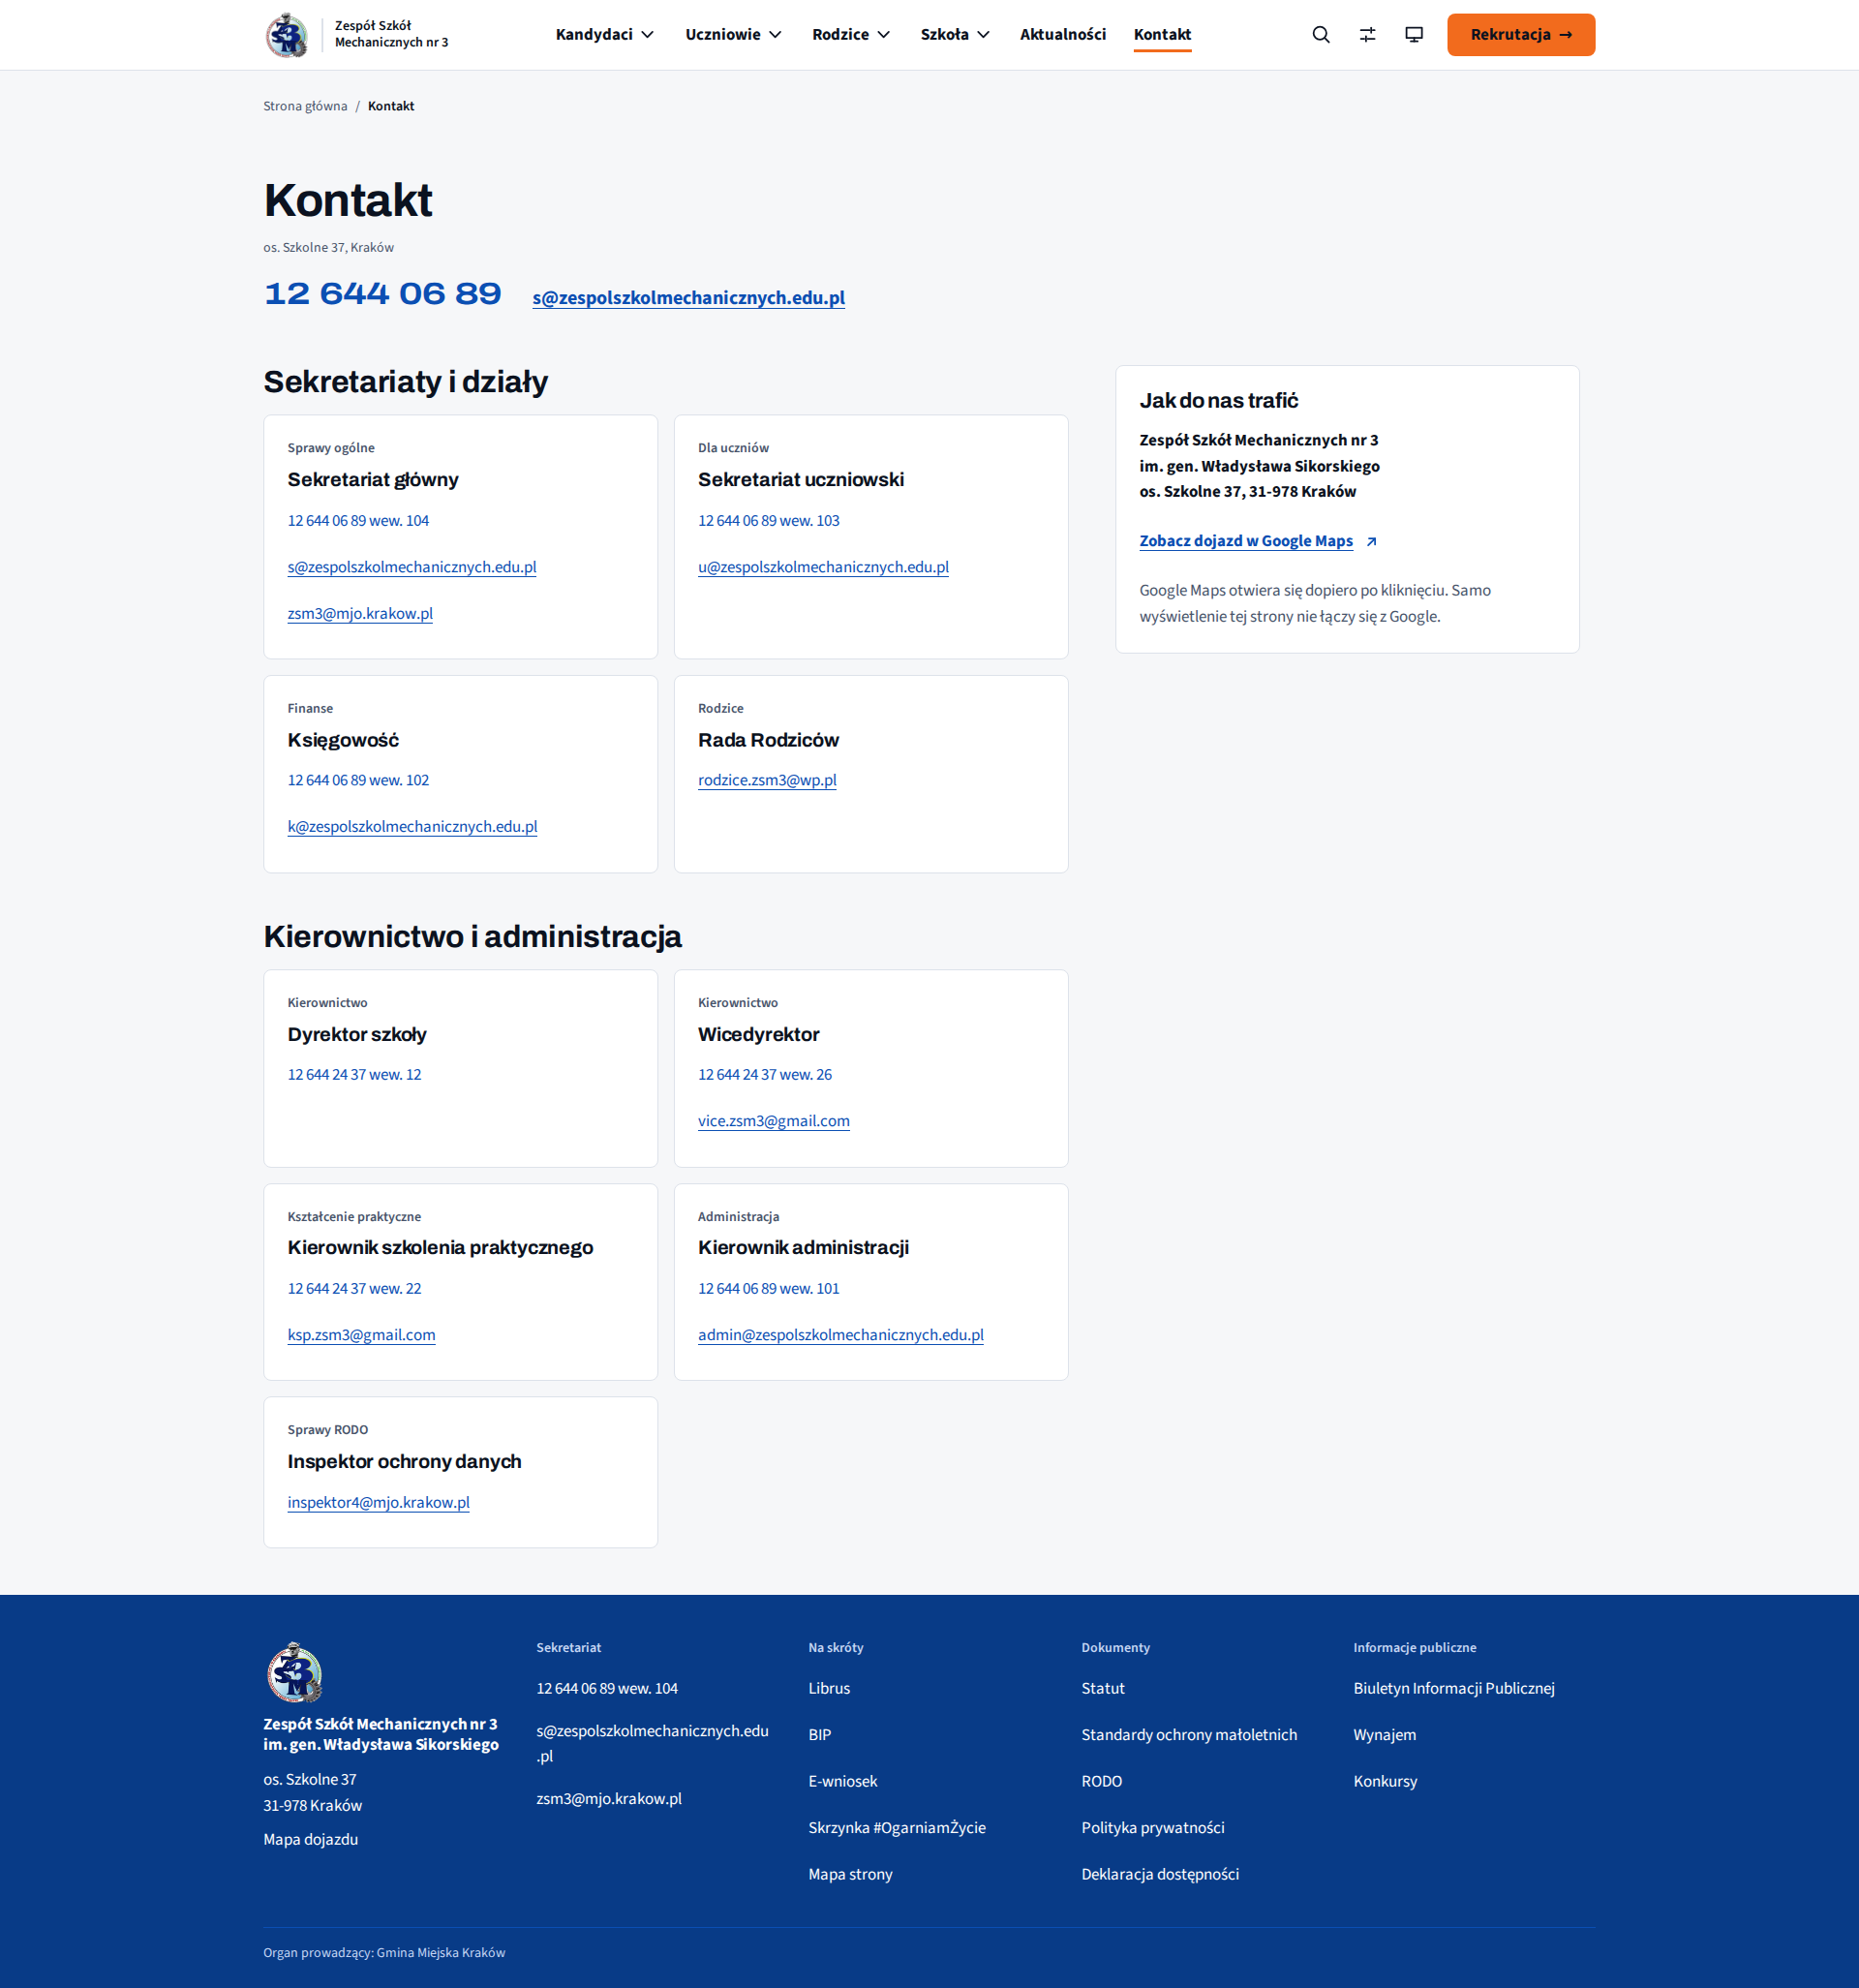 Zespół Szkół
Mechanicznych nr 3
Kandydaci
Uczniowie
Rodzice
Szkoła
Aktualności
Kontakt
Rekrutacja →
Strona główna / Kontakt
Kontakt
os. Szkolne 37, Kraków
12 644 06 89
s@zespolszkolmechanicznych.edu.pl
Sekretariaty i działy
Sprawy ogólne
Sekretariat główny
12 644 06 89 wew. 104
s@zespolszkolmechanicznych.edu.pl
zsm3@mjo.krakow.pl
Dla uczniów
Sekretariat uczniowski
12 644 06 89 wew. 103
u@zespolszkolmechanicznych.edu.pl
Finanse
Księgowość
12 644 06 89 wew. 102
k@zespolszkolmechanicznych.edu.pl
Rodzice
Rada Rodziców
rodzice.zsm3@wp.pl
Jak do nas trafić
Zespół Szkół Mechanicznych nr 3
im. gen. Władysława Sikorskiego
os. Szkolne 37, 31-978 Kraków
Zobacz dojazd w Google Maps
Google Maps otwiera się dopiero po kliknięciu. Samo
wyświetlenie tej strony nie łączy się z Google.
Kierownictwo i administracja
Kierownictwo
Dyrektor szkoły
12 644 24 37 wew. 12
Kierownictwo
Wicedyrektor
12 644 24 37 wew. 26
vice.zsm3@gmail.com
Kształcenie praktyczne
Kierownik szkolenia praktycznego
12 644 24 37 wew. 22
ksp.zsm3@gmail.com
Administracja
Kierownik administracji
12 644 06 89 wew. 101
admin@zespolszkolmechanicznych.edu.pl
Sprawy RODO
Inspektor ochrony danych
inspektor4@mjo.krakow.pl
Zespół Szkół Mechanicznych nr 3
im. gen. Władysława Sikorskiego
os. Szkolne 37
31-978 Kraków
Mapa dojazdu
Sekretariat
12 644 06 89 wew. 104
s@zespolszkolmechanicznych.edu
.pl
zsm3@mjo.krakow.pl
Na skróty
Librus
BIP
E-wniosek
Skrzynka #OgarniamŻycie
Mapa strony
Dokumenty
Statut
Standardy ochrony małoletnich
RODO
Polityka prywatności
Deklaracja dostępności
Informacje publiczne
Biuletyn Informacji Publicznej
Wynajem
Konkursy
Organ prowadzący: Gmina Miejska Kraków